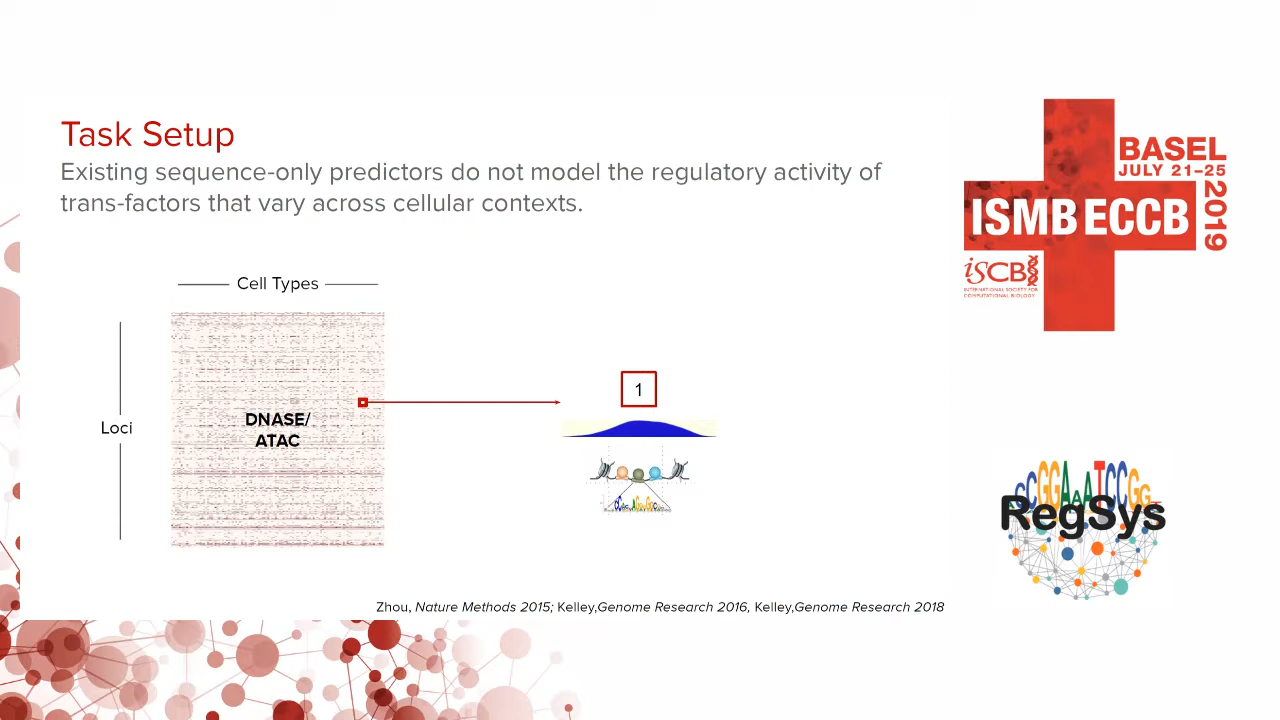 Task Setup
Existing sequence-only predictors do not model the regulatory activity of
trans-factors that vary across cellular contexts.
Cell Types
Loci
DNASE/
ATAC
1
Zhou, Nature Methods 2015; Kelley,Genome Research 2016, Kelley,Genome Research 2018
BASEL
JULY 21–25
2019
ISMB ECCB
iSCB
INTERNATIONAL SOCIETY FOR
COMPUTATIONAL BIOLOGY
GCGGAAATCCGG
RegSys